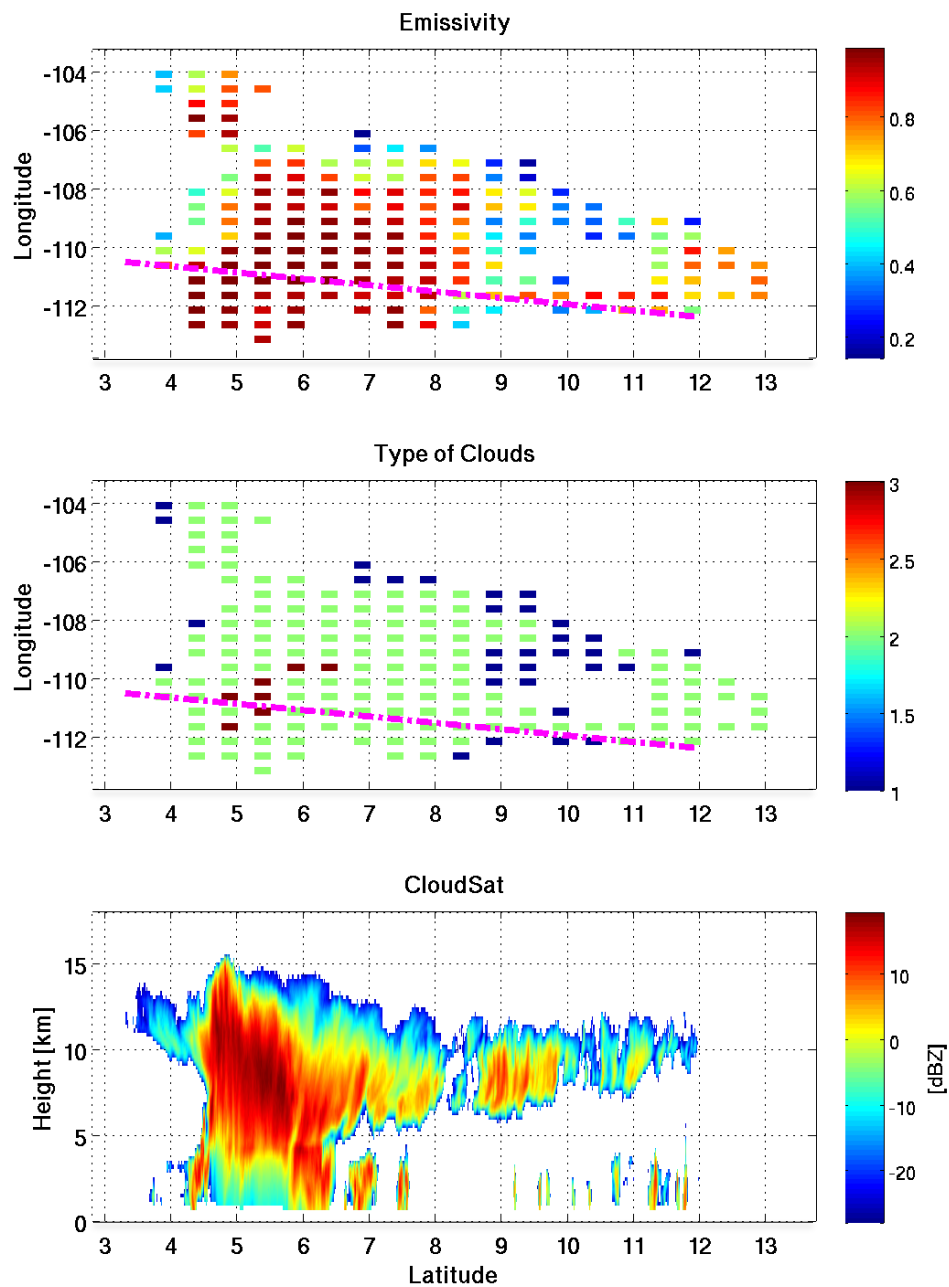 Emissivity
Longitude
-104
-106
-108
-110
-112
3 4 5 6 7 8 9 10 11 12 13
0.8
0.6
0.4
0.2
Type of Clouds
Longitude
-104
-106
-108
-110
-112
3 4 5 6 7 8 9 10 11 12 13
3
2.5
2
1.5
1
CloudSat
Height [km]
15
10
5
0
3 4 5 6 7 8 9 10 11 12 13
Latitude
10
0
-10
-20
[dBZ]